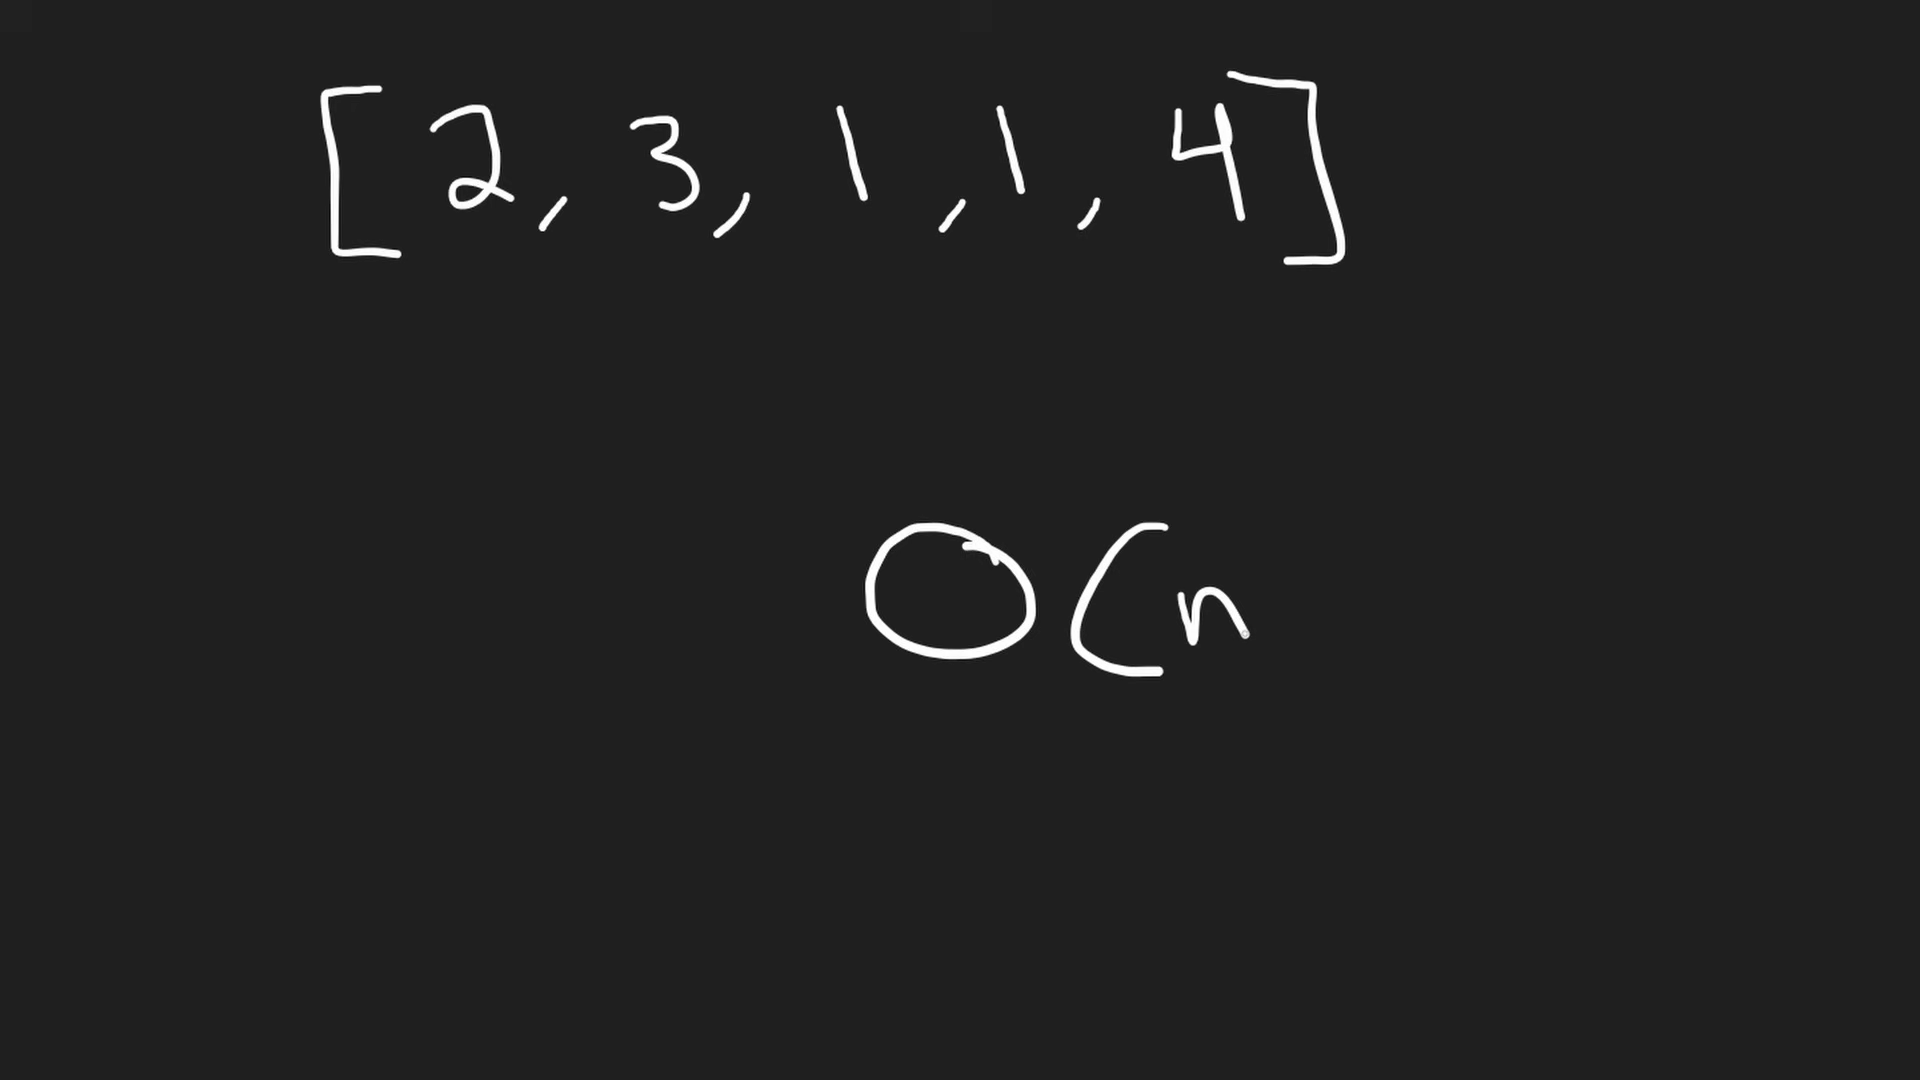 [2, 3, 1, 1, 4]
O(n